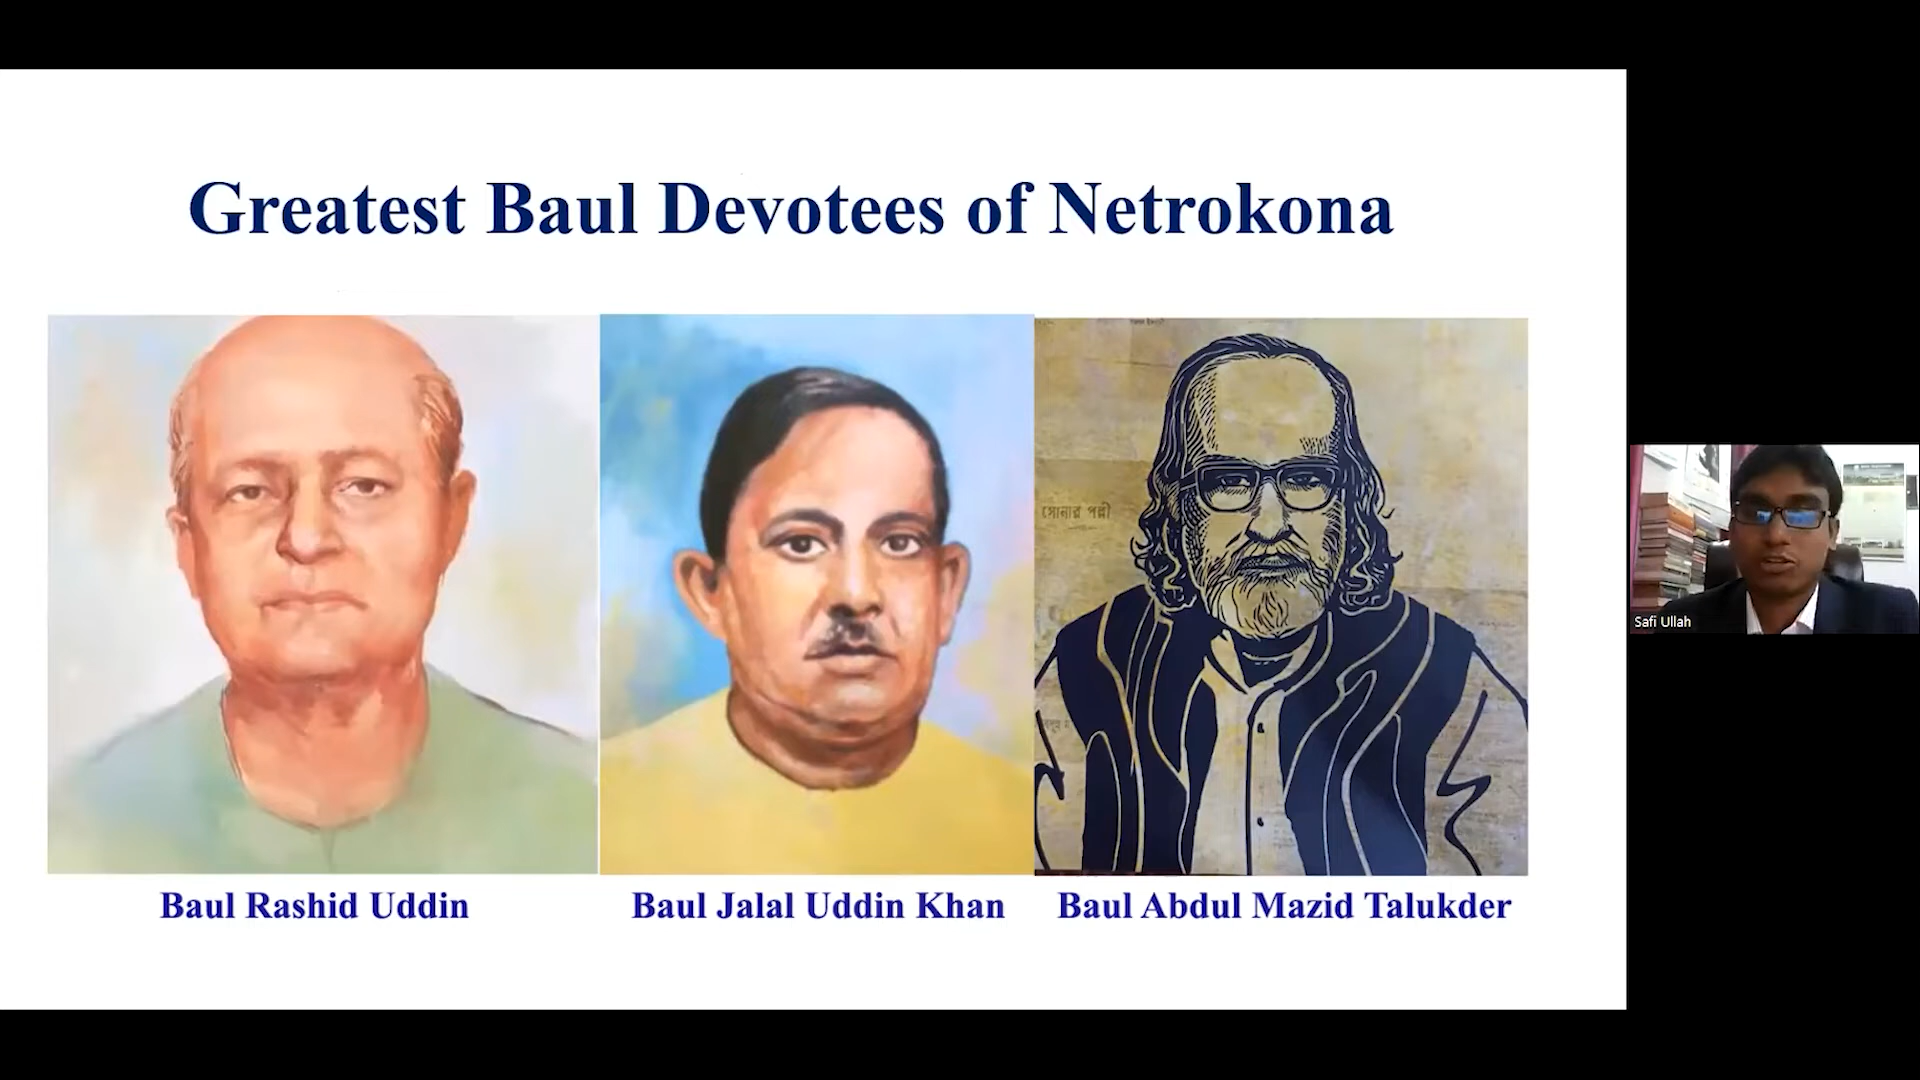 Greatest Baul Devotees of Netrokona
সোনার পল্লী
Baul Rashid Uddin
Baul Jalal Uddin Khan
Baul Abdul Mazid Talukder
Safi Ullah